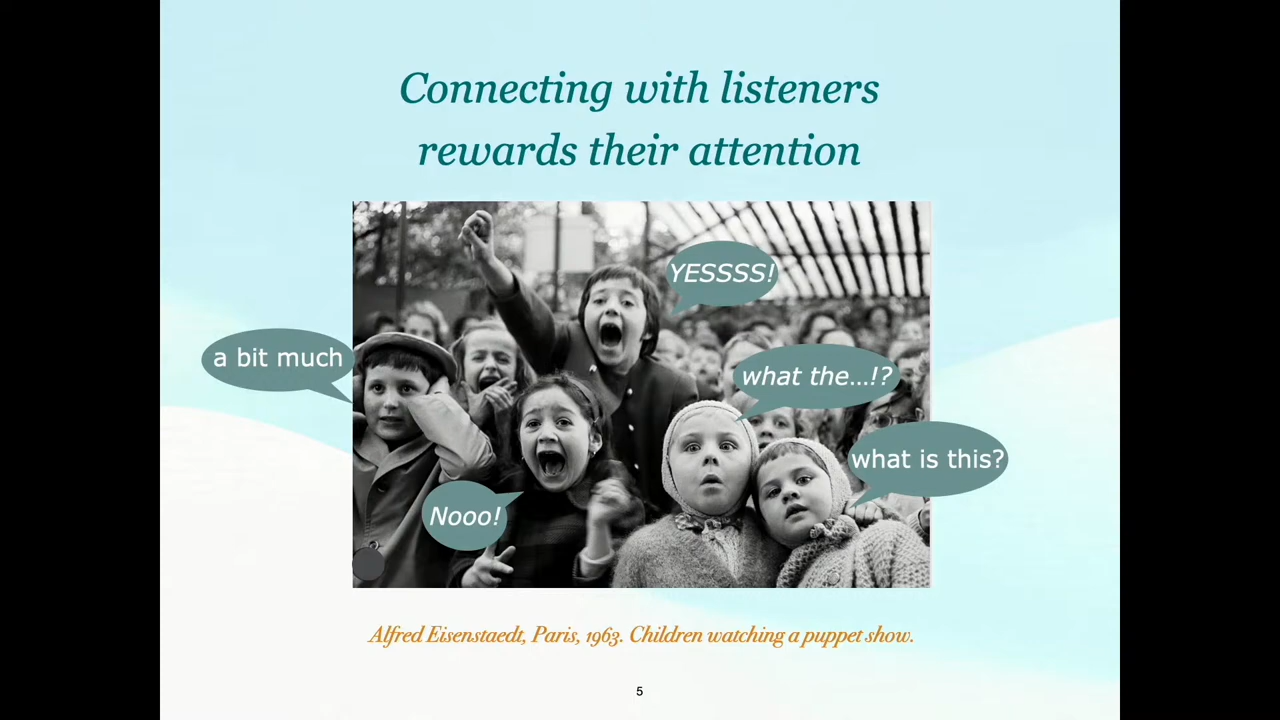 Connecting with listeners
rewards their attention
YESSSS!
a bit much
what the...!?
what is this?
Nooo!
Alfred Eisenstaedt, Paris, 1963. Children watching a puppet show.
5